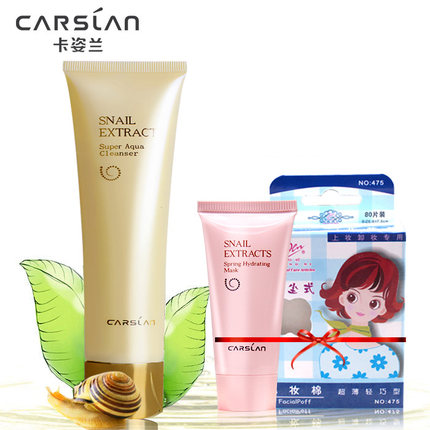 CARSLAN
卡姿兰
SNAIL
EXTRACT
Super Aqua
Cleanser
CARSLAN
SNAIL
EXTRACTS
Spring Hydrating
Mask
CARSLAN
NO:475
80片装
上妆卸妆专用
妆棉
FacialPoff
超薄轻巧型
NO:475